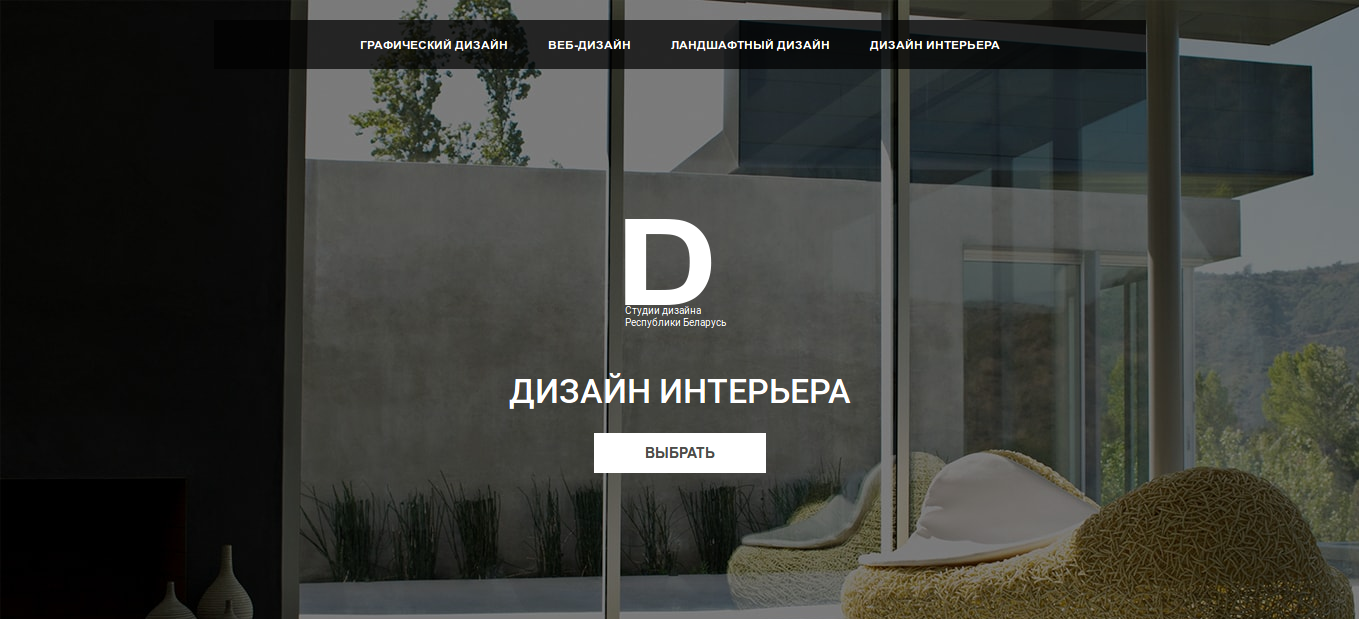 ГРАФИЧЕСКИЙ ДИЗАЙН ВЕБ-ДИЗАЙН ЛАНДШАФТНЫЙ ДИЗАЙН ДИЗАЙН ИНТЕРЬЕРА
D
Студии дизайна
Республики Беларусь
ДИЗАЙН ИНТЕРЬЕРА
ВЫБРАТЬ